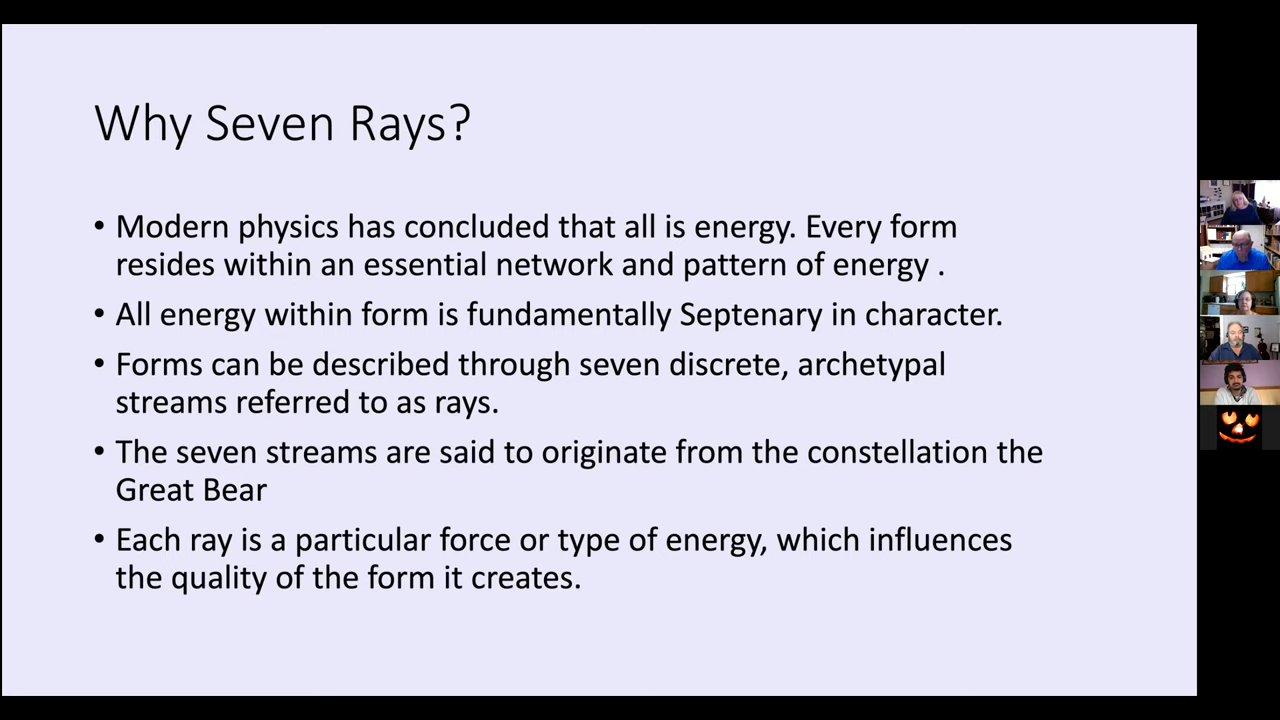 Why Seven Rays?
• Modern physics has concluded that all is energy. Every form
resides within an essential network and pattern of energy .
• All energy within form is fundamentally Septenary in character.
• Forms can be described through seven discrete, archetypal
streams referred to as rays.
• The seven streams are said to originate from the constellation the
Great Bear
• Each ray is a particular force or type of energy, which influences
the quality of the form it creates.